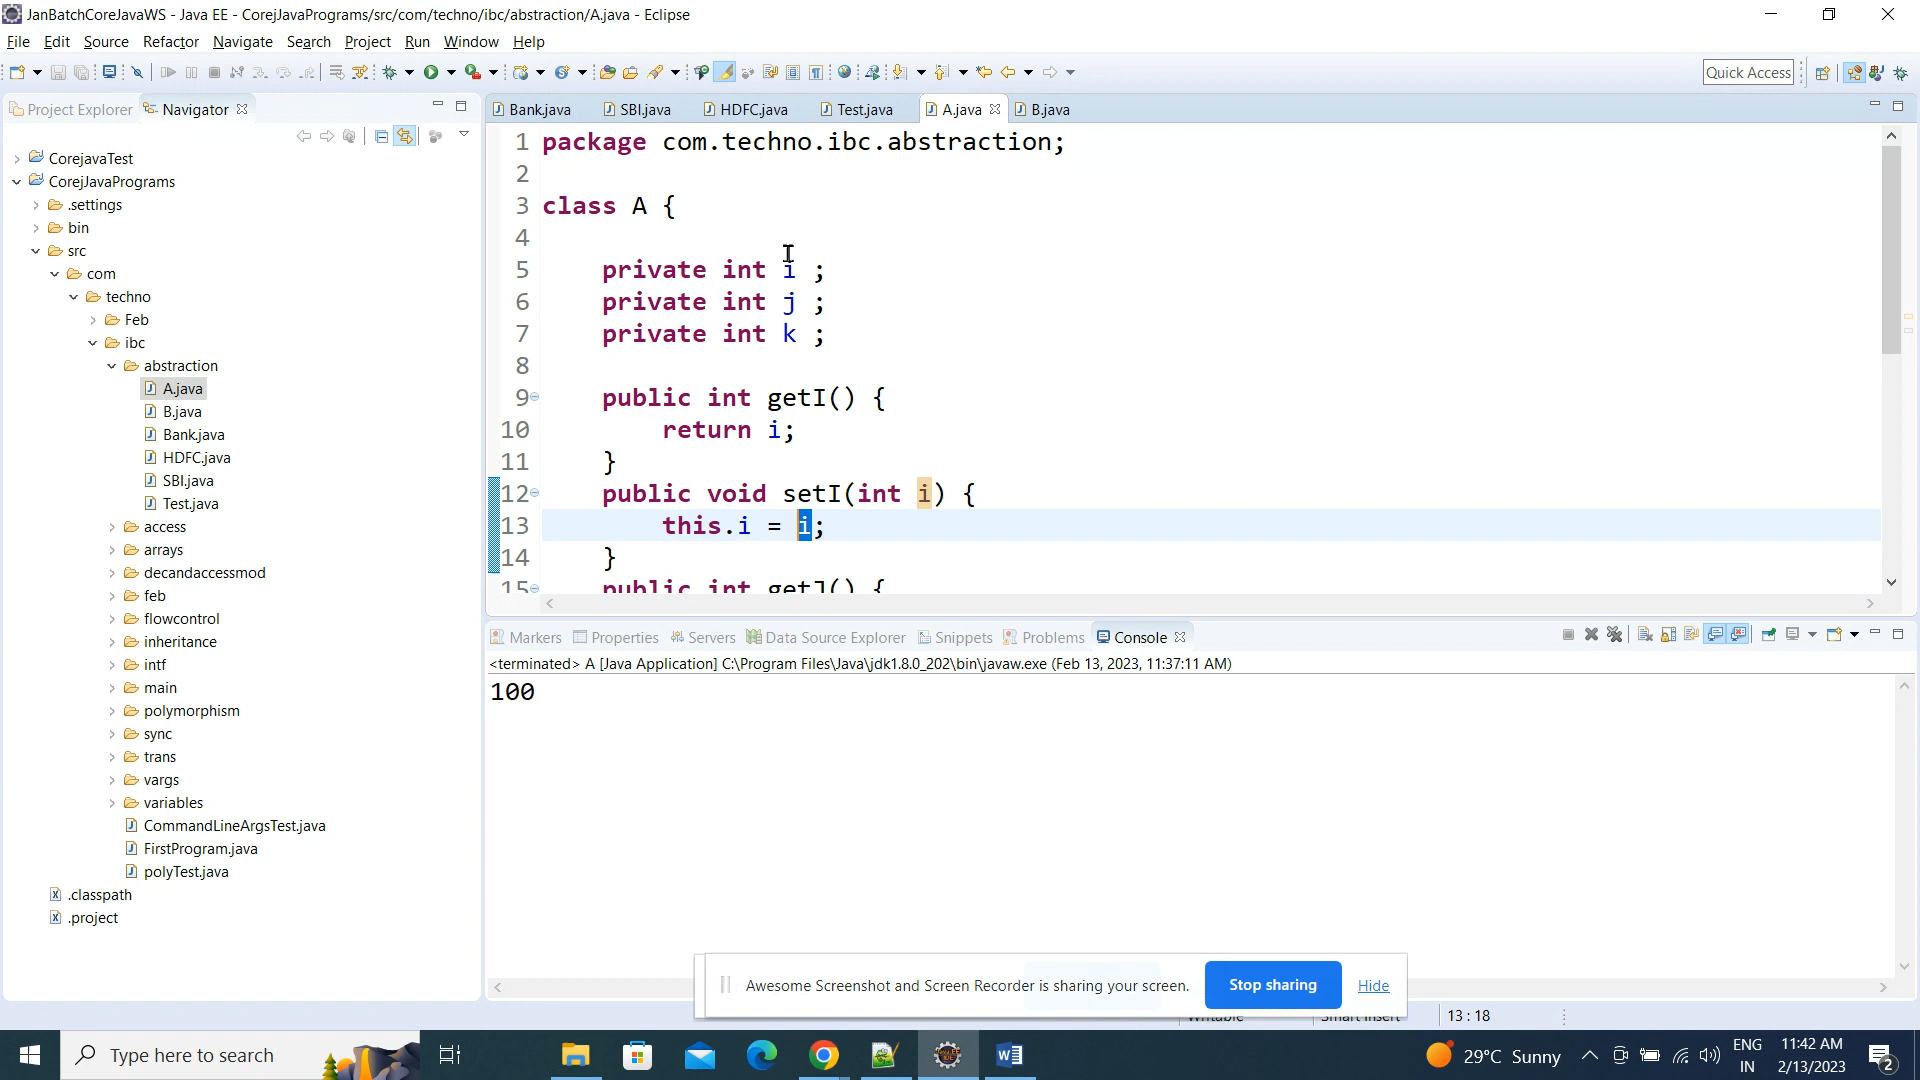 JanBatchCoreJavaWS - Java EE - CorejJavaPrograms/src/com/techno/ibc/abstraction/A.java - Eclipse
File Edit Source Refactor Navigate Search Project Run Window Help
Quick Access
Project Explorer Navigator
Bank.java SBI.java HDFC.java Test.java A.java B.java
CorejavaTest
CorejJavaPrograms
.settings
bin
src
com
techno
Feb
ibc
abstraction
A.java
B.java
Bank.java
HDFC.java
SBI.java
Test.java
access
arrays
decandaccessmod
feb
flowcontrol
inheritance
intf
main
polymorphism
sync
trans
vargs
variables
CommandLineArgsTest.java
FirstProgram.java
polyTest.java
.classpath
.project
1 package com.techno.ibc.abstraction;
2
3 class A {
4
5 private int i ;
6 private int j ;
7 private int k ;
8
9 public int getI() {
10 return i;
11 }
12 public void setI(int i) {
13 this.i = i;
14 }
15 public int getJ() {
Markers Properties Servers Data Source Explorer Snippets Problems Console
<terminated> A [Java Application] C:\Program Files\Java\jdk1.8.0_202\bin\javaw.exe (Feb 13, 2023, 11:37:11 AM)
100
Awesome Screenshot and Screen Recorder is sharing your screen. Stop sharing Hide
Writable Smart Insert 13 : 18
Type here to search
29°C Sunny
ENG
IN
11:42 AM
2/13/2023
2